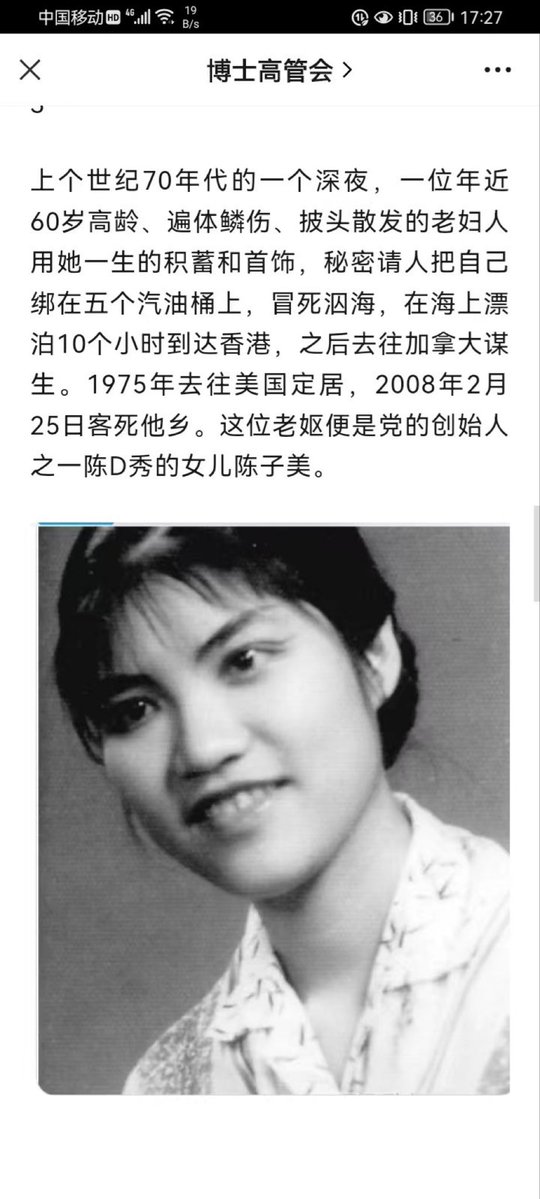 中国移动HD 4G 19 B/s 36 17:27
博士高管会
上个世纪70年代的一个深夜，一位年近
60岁高龄、遍体鳞伤、披头散发的老妇人
用她一生的积蓄和首饰，秘密请人把自己
绑在五个汽油桶上，冒死泅海，在海上漂
泊10个小时到达香港，之后去往加拿大谋
生。1975年去往美国定居，2008年2月
25日客死他乡。这位老妪便是党的创始人
之一陈D秀的女儿陈子美。